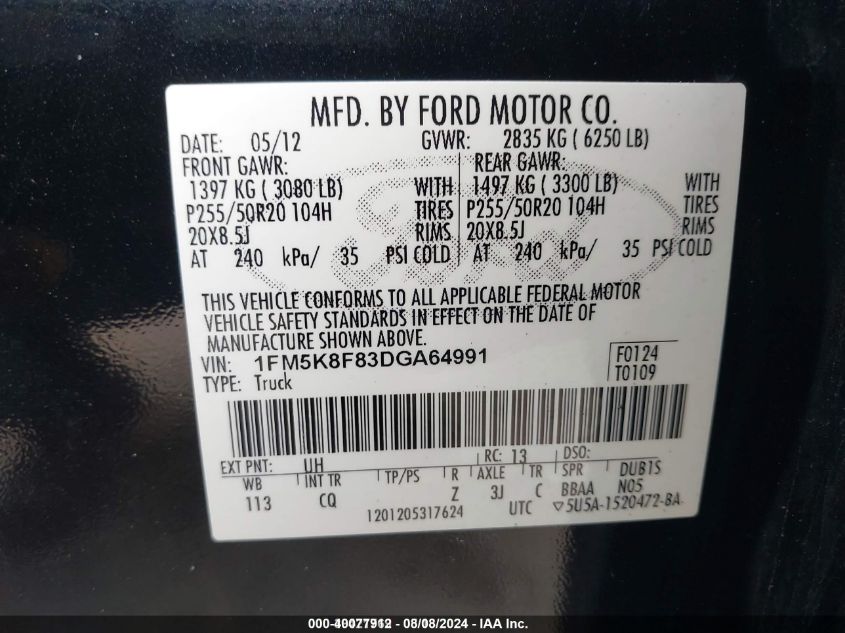 MFD. BY FORD MOTOR CO.
DATE: 05/12 GVWR: 2835 KG ( 6250 LB)
FRONT GAWR: REAR GAWR:
1397 KG ( 3080 LB) WITH 1497 KG ( 3300 LB) WITH
P255/50R20 104H TIRES P255/50R20 104H TIRES
20X8.5J RIMS 20X8.5J RIMS
AT 240 kPa/ 35 PSI COLD AT 240 kPa/ 35 PSI COLD
THIS VEHICLE CONFORMS TO ALL APPLICABLE FEDERAL MOTOR
VEHICLE SAFETY STANDARDS IN EFFECT ON THE DATE OF
MANUFACTURE SHOWN ABOVE.
VIN: 1FM5K8F83DGA64991 F0124
TYPE: Truck T0109
EXT PNT: UH RC: 13 DSO:
WB INT TR TP/PS R AXLE TR SPR DUB1S
113 CQ Z 3J C BBAA N05
1201205317624 UTC ▽5U5A-1520472-BA
08/08/2024 - IAA Inc.